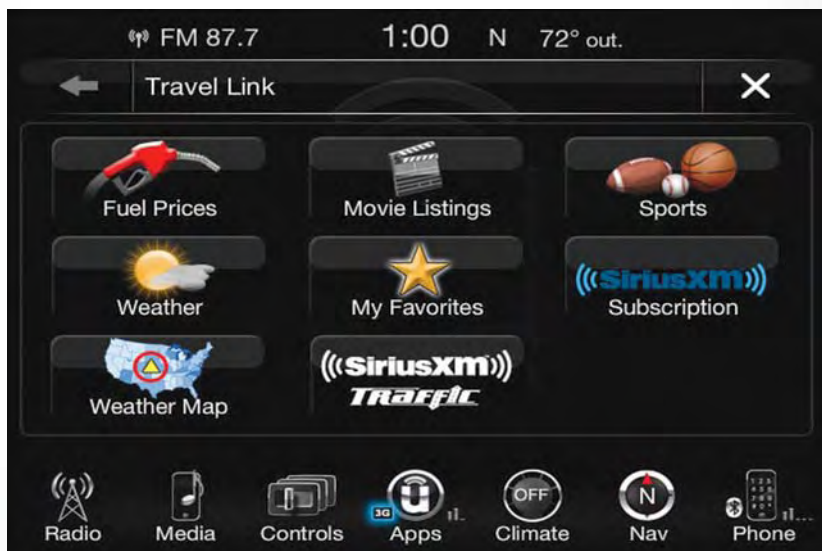 FM 87.7 1:00 N 72° out.
Travel Link
Fuel Prices Movie Listings Sports
((SiriusXM)) Subscription
Weather My Favorites
Weather Map ((SiriusXM)) Traffic
OFF N
3G
Radio Media Controls Apps Climate Nav Phone